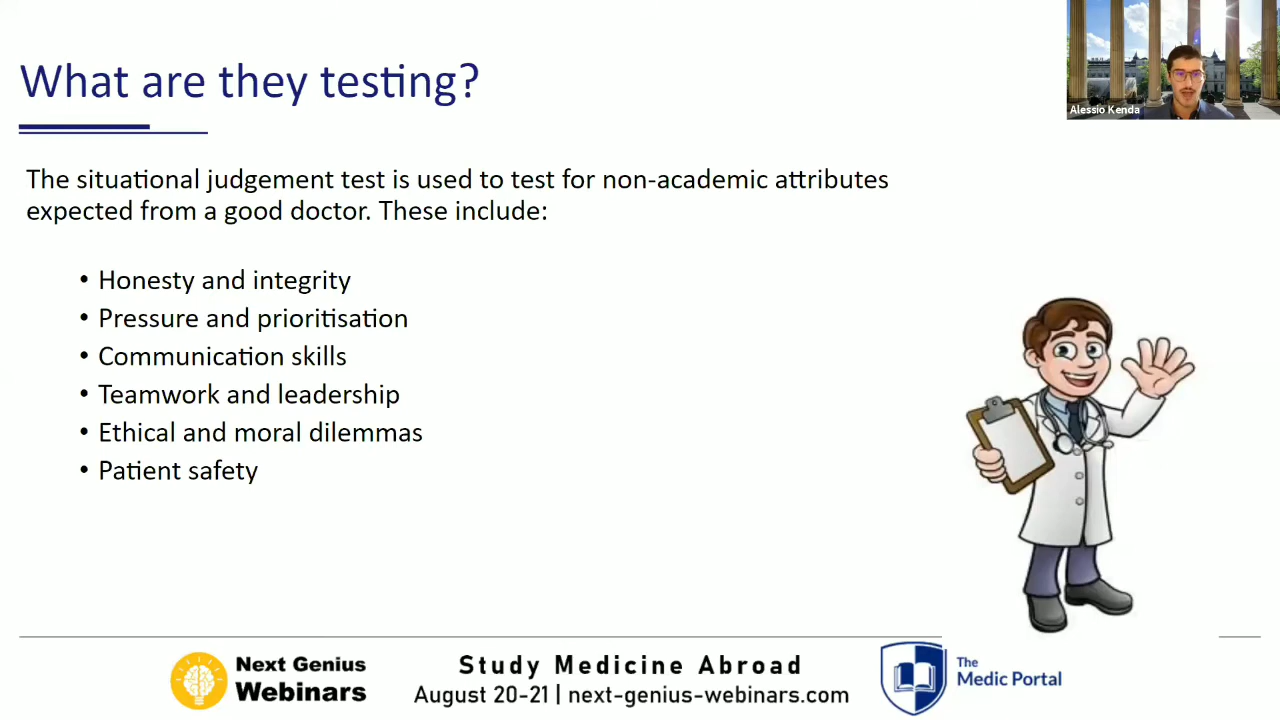 What are they testing?
Alessio Kenda
The situational judgement test is used to test for non-academic attributes
expected from a good doctor. These include:
• Honesty and integrity
• Pressure and prioritisation
• Communication skills
• Teamwork and leadership
• Ethical and moral dilemmas
• Patient safety
Next Genius
Webinars
Study Medicine Abroad
August 20-21 | next-genius-webinars.com
The
Medic Portal